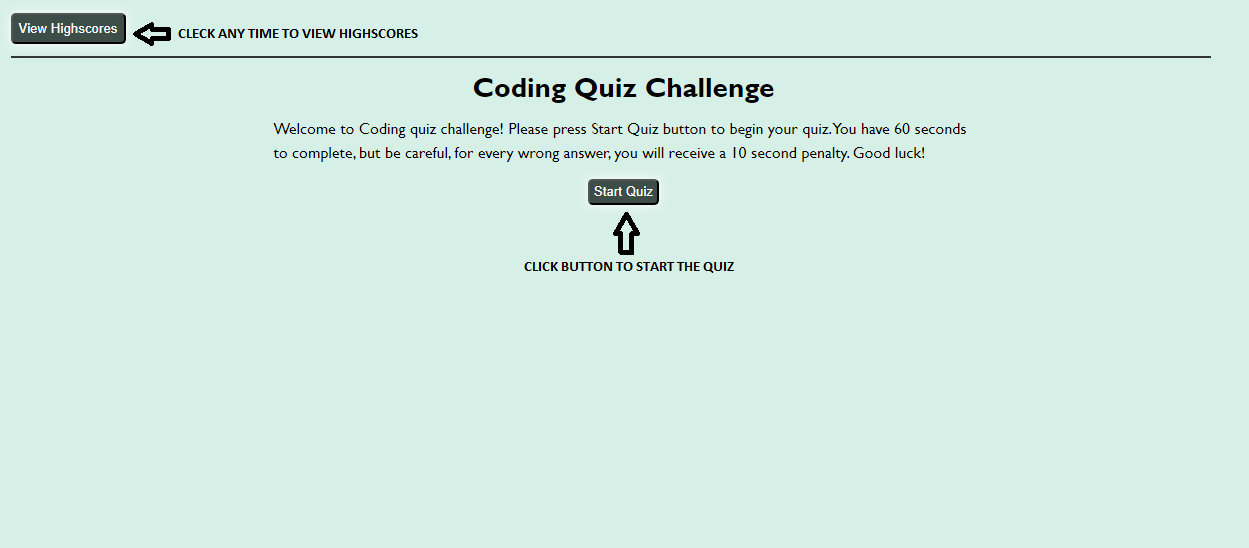 View Highscores
CLECK ANY TIME TO VIEW HIGHSCORES
Coding Quiz Challenge
Welcome to Coding quiz challenge! Please press Start Quiz button to begin your quiz. You have 60 seconds
to complete, but be careful, for every wrong answer, you will receive a 10 second penalty. Good luck!
Start Quiz
CLICK BUTTON TO START THE QUIZ